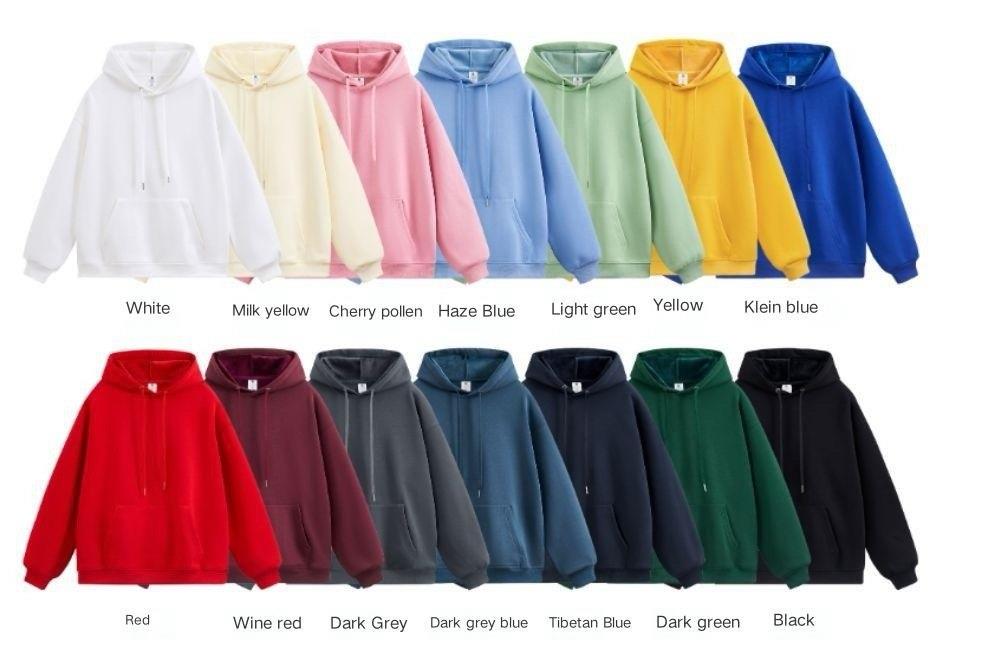 White
Milk yellow
Cherry pollen
Haze Blue
Light green
Yellow
Klein blue
Red
Wine red
Dark Grey
Dark grey blue
Tibetan Blue
Dark green
Black